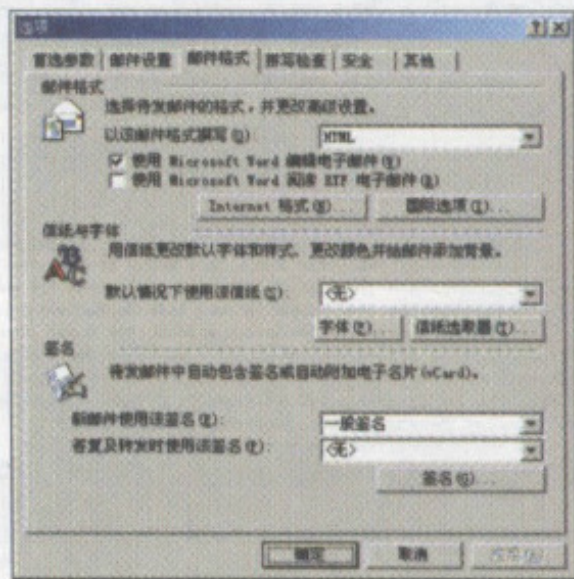 选项
首选参数 邮件设置 邮件格式 拼写检查 安全 其他
邮件格式
选择待发邮件的格式，并更改高级设置。
以该邮件格式撰写(Q): HTML
使用 Microsoft Word 编辑电子邮件(W)
使用 Microsoft Word 阅读 RTF 电子邮件(R)
Internet 格式(N)... 国际选项(I)...
信纸与字体
用信纸更改默认字体和样式、更改颜色并给邮件添加背景。
默认情况下使用该信纸(S): <无>
字体(F)... 信纸选取器(T)...
签名
待发邮件中自动包含签名或自动附加电子名片(vCard)。
新邮件使用该签名 一般签名
答复及转发时使用该签名 <无>
签名(G)...
确定 取消 应用(A)